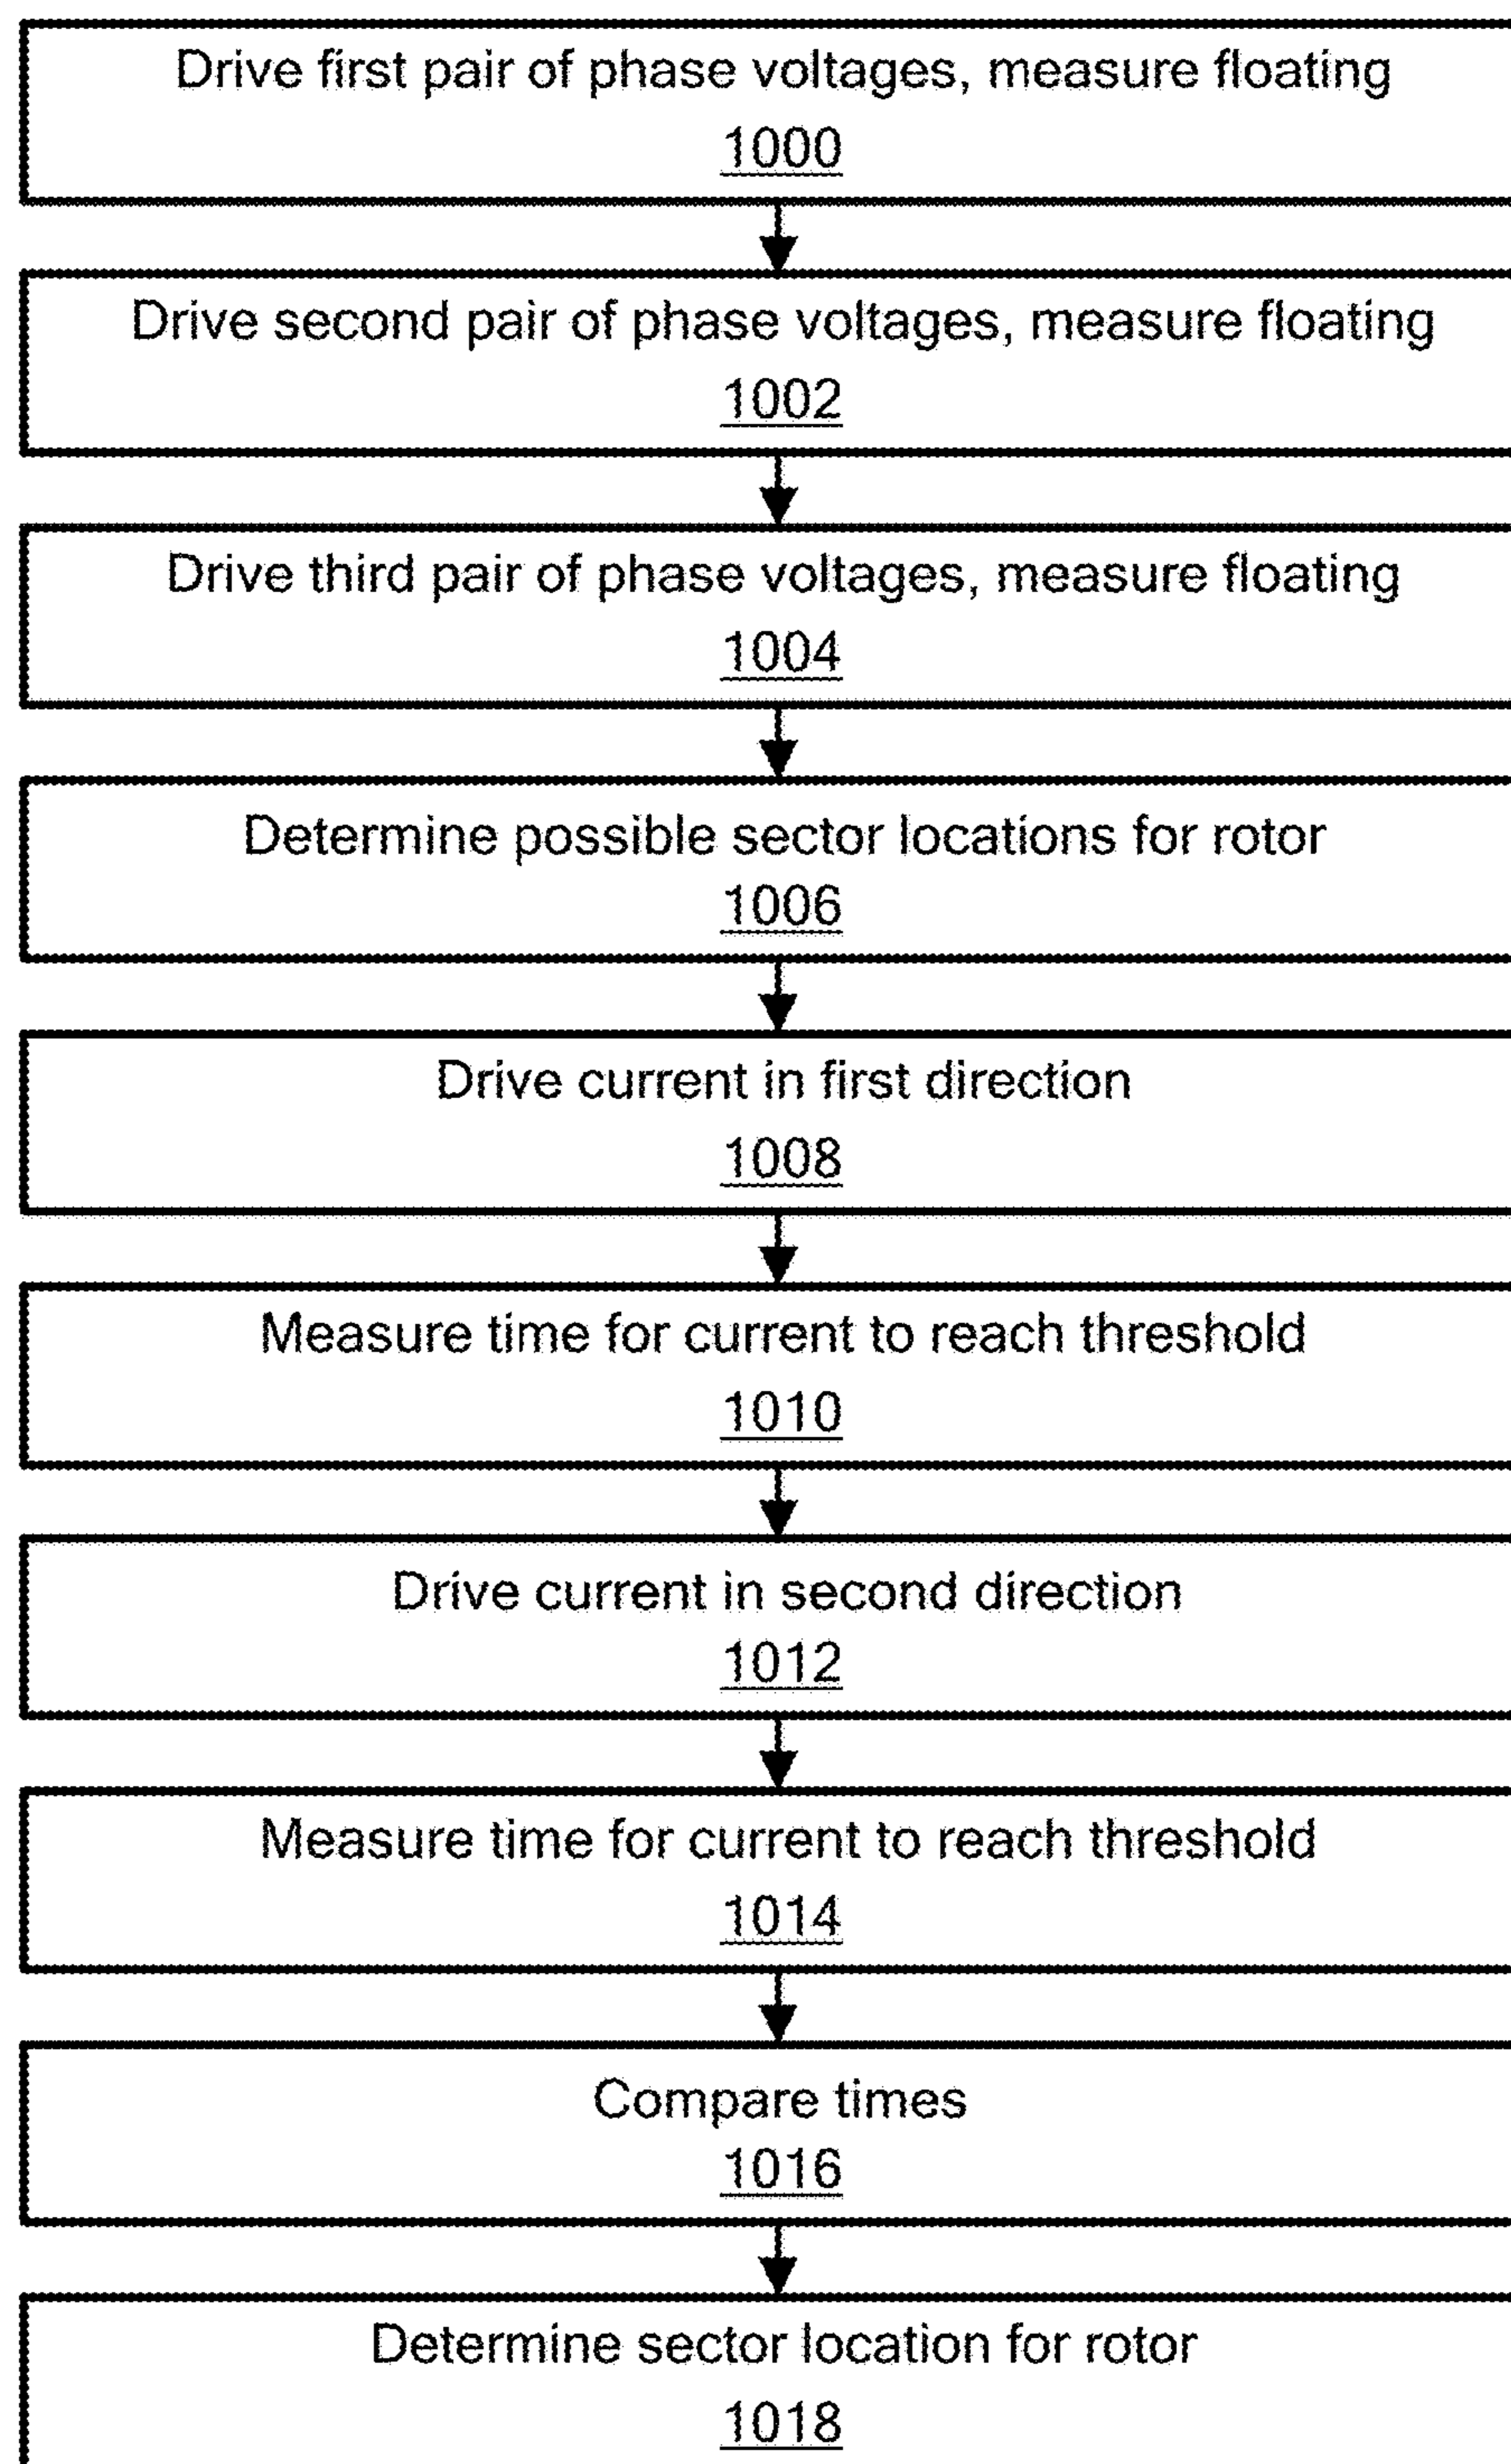 Drive first pair of phase voltages, measure floating
1000
Drive second pair of phase voltages, measure floating
1002
Drive third pair of phase voltages, measure floating
1004
Determine possible sector locations for rotor
1006
Drive current in first direction
1008
Measure time for current to reach threshold
1010
Drive current in second direction
1012
Measure time for current to reach threshold
1014
Compare times
1016
Determine sector location for rotor
1018